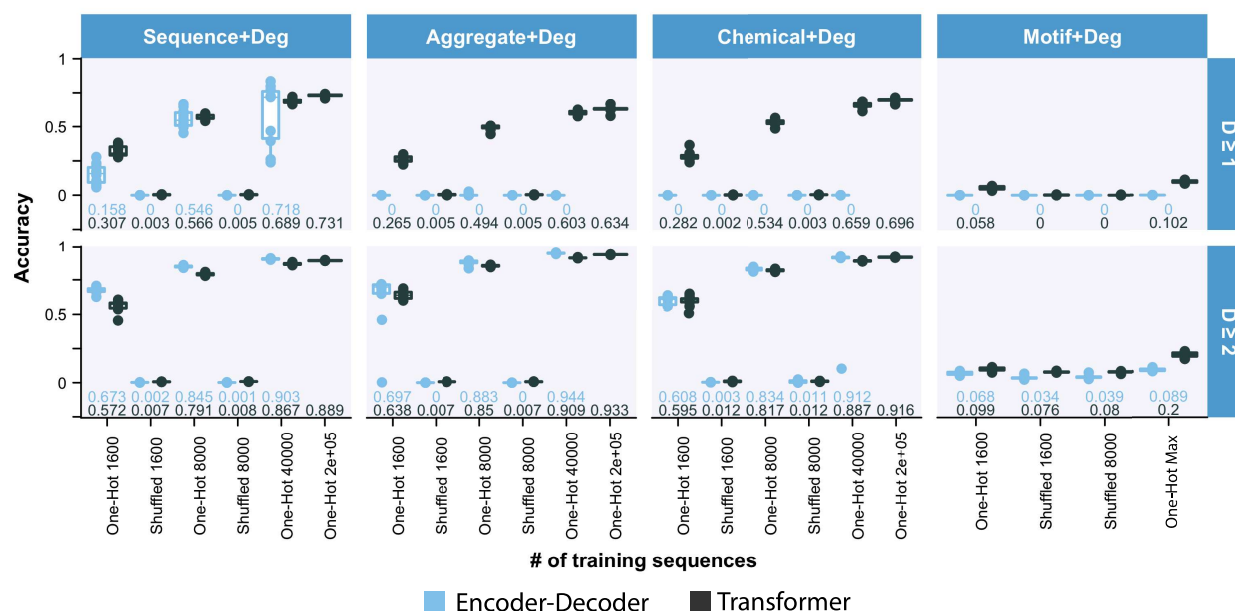 Sequence+Deg
Aggregate+Deg
Chemical+Deg
Motif+Deg
Accuracy
1
0.5
0
0.158 0 0.546 0 0.718
0.307 0.003 0.566 0.005 0.689 0.731
0 0 0 0 0
0.265 0.005 0.494 0.005 0.603 0.634
0 0 0 0 0
0.282 0.002 0.534 0.003 0.659 0.696
0 0 0 0
0.058 0 0 0.102
D ≥ 1
1
0.5
0
0.673 0.002 0.845 0.001 0.903
0.572 0.007 0.791 0.008 0.867 0.889
0.697 0 0.883 0 0.944
0.638 0.007 0.85 0.007 0.909 0.933
0.608 0.003 0.834 0.011 0.912
0.595 0.012 0.817 0.012 0.887 0.916
0.068 0.034 0.039 0.089
0.099 0.076 0.08 0.2
D ≥ 2
One-Hot 1600
Shuffled 1600
One-Hot 8000
Shuffled 8000
One-Hot 40000
One-Hot 2e+05
One-Hot 1600
Shuffled 1600
One-Hot 8000
Shuffled 8000
One-Hot 40000
One-Hot 2e+05
One-Hot 1600
Shuffled 1600
One-Hot 8000
Shuffled 8000
One-Hot 40000
One-Hot 2e+05
One-Hot 1600
Shuffled 1600
Shuffled 8000
One-Hot Max
# of training sequences
Encoder-Decoder
Transformer